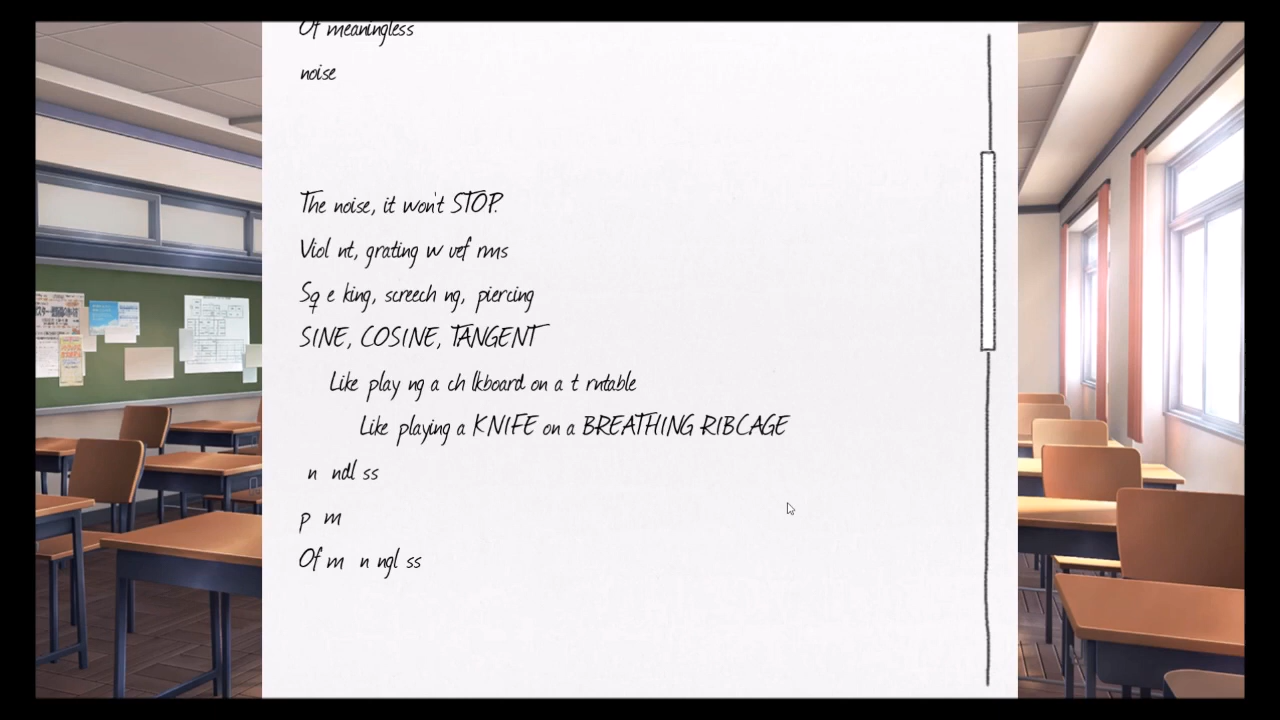 Of meaningless
noise
The noise, it won't STOP.
Viol nt, grating w vef rms
Sq e king, screech ng, piercing
SINE, COSINE, TANGENT
Like play ng a ch lkboard on a t rntable
Like playing a KNIFE on a BREATHING RIBCAGE
n ndl ss
p m
Of m n ngl ss